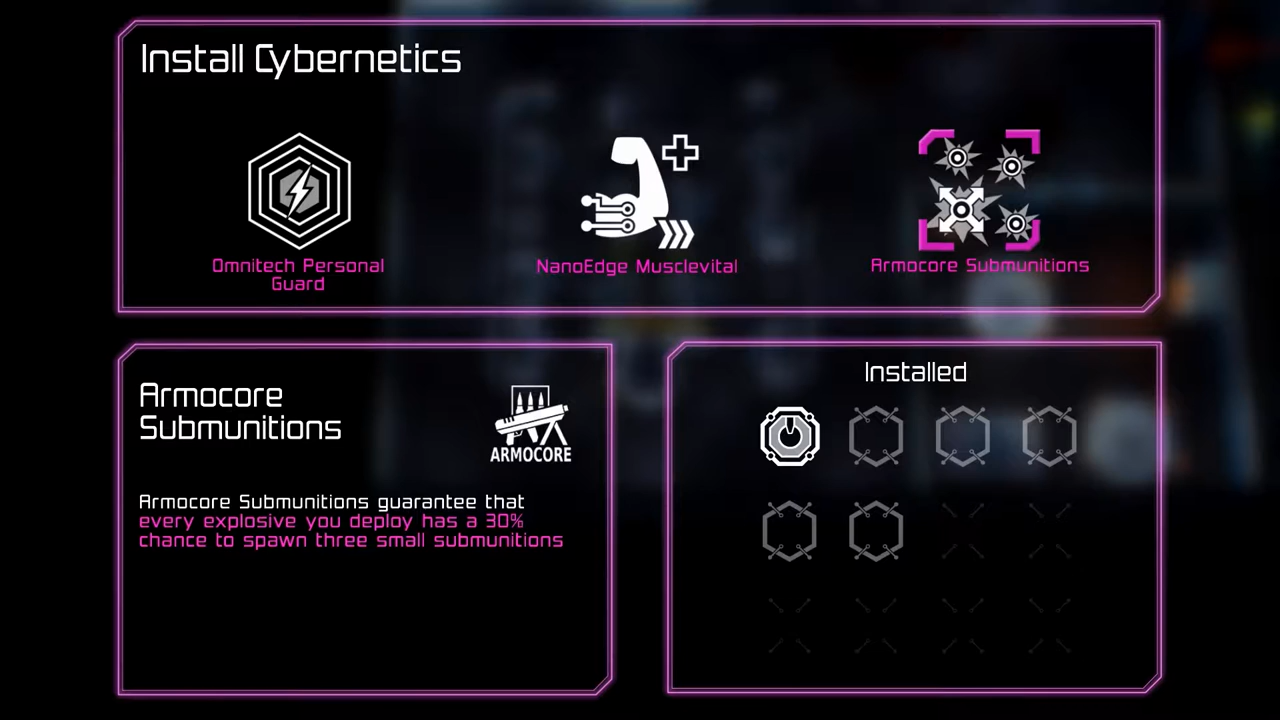 Install Cybernetics
Omnitech Personal
Guard
NanoEdge Musclevital
Armocore Submunitions
Armocore
Submunitions
ARMOCORE
Armocore Submunitions guarantee that
every explosive you deploy has a 30%
chance to spawn three small submunitions
Installed